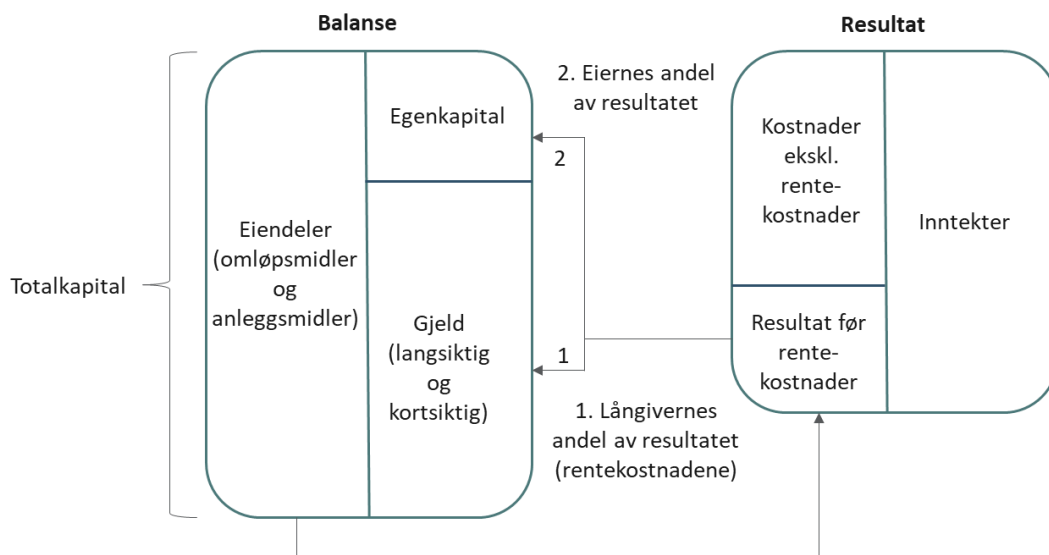 Balanse
Resultat
Totalkapital
Eiendeler
(omløpsmidler
og
anleggsmidler)
Egenkapital
Gjeld
(langsiktig
og
kortsiktig)
2. Eiernes andel
av resultatet
2
1
1. Långivernes
andel av resultatet
(rentekostnadene)
Kostnader
ekskl.
rente-
kostnader
Resultat før
rente-
kostnader
Inntekter